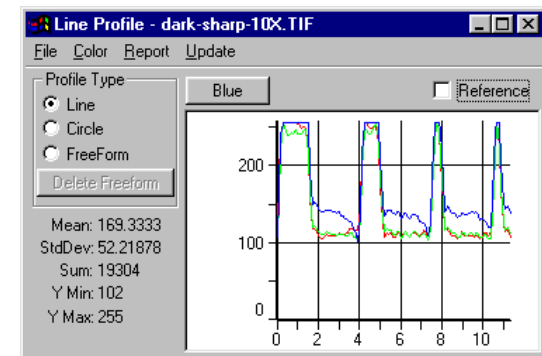 Line Profile - dark-sharp-10X.TIF
File Color Report Update
Profile Type
Line
Circle
FreeForm
Delete Freeform
Mean: 169.3333
StdDev: 52.21878
Sum: 19304
Y Min: 102
Y Max: 255
Blue
Reference
200
100
0
0 2 4 6 8 10